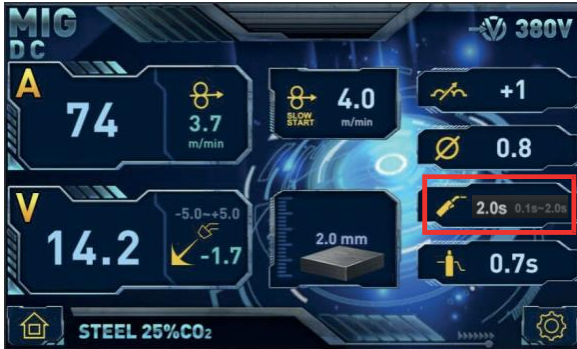 MIG
DC
380V
A
74
3.7
m/min
SLOW
START
4.0
m/min
+1
0.8
V
14.2
-5.0~+5.0
-1.7
2.0 mm
2.0s 0.1s~2.0s
0.7s
STEEL 25%CO₂